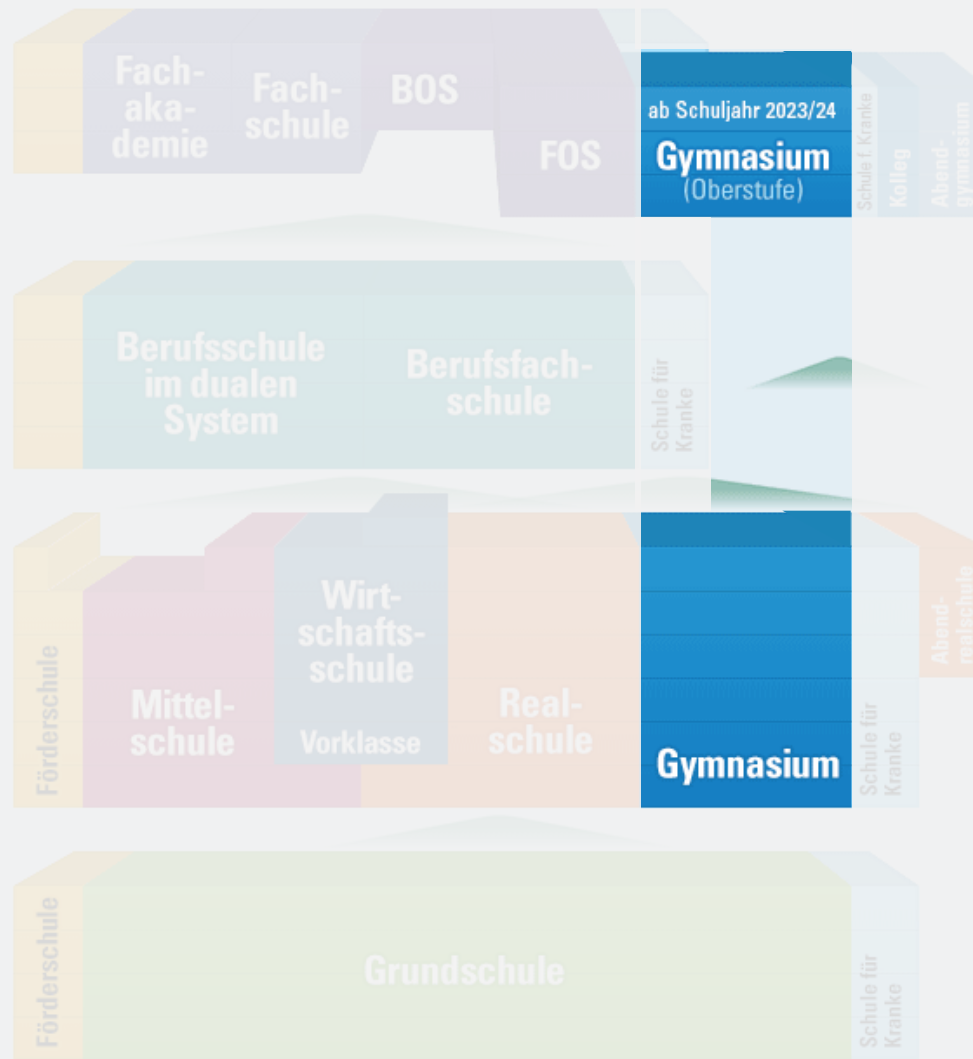 Fach-
aka-
demie
Fach-
schule
BOS
FOS
ab Schuljahr 2023/24
Gymnasium
(Oberstufe)
Schule f. Kranke
Kolleg
Abend-
gymnasium
Berufsschule
im dualen
System
Berufsfach-
schule
Schule für
Kranke
Förderschule
Mittel-
schule
Wirt-
schafts-
schule
Vorklasse
Real-
schule
Gymnasium
Schule für
Kranke
Abend-
realschule
Förderschule
Grundschule
Schule für
Kranke